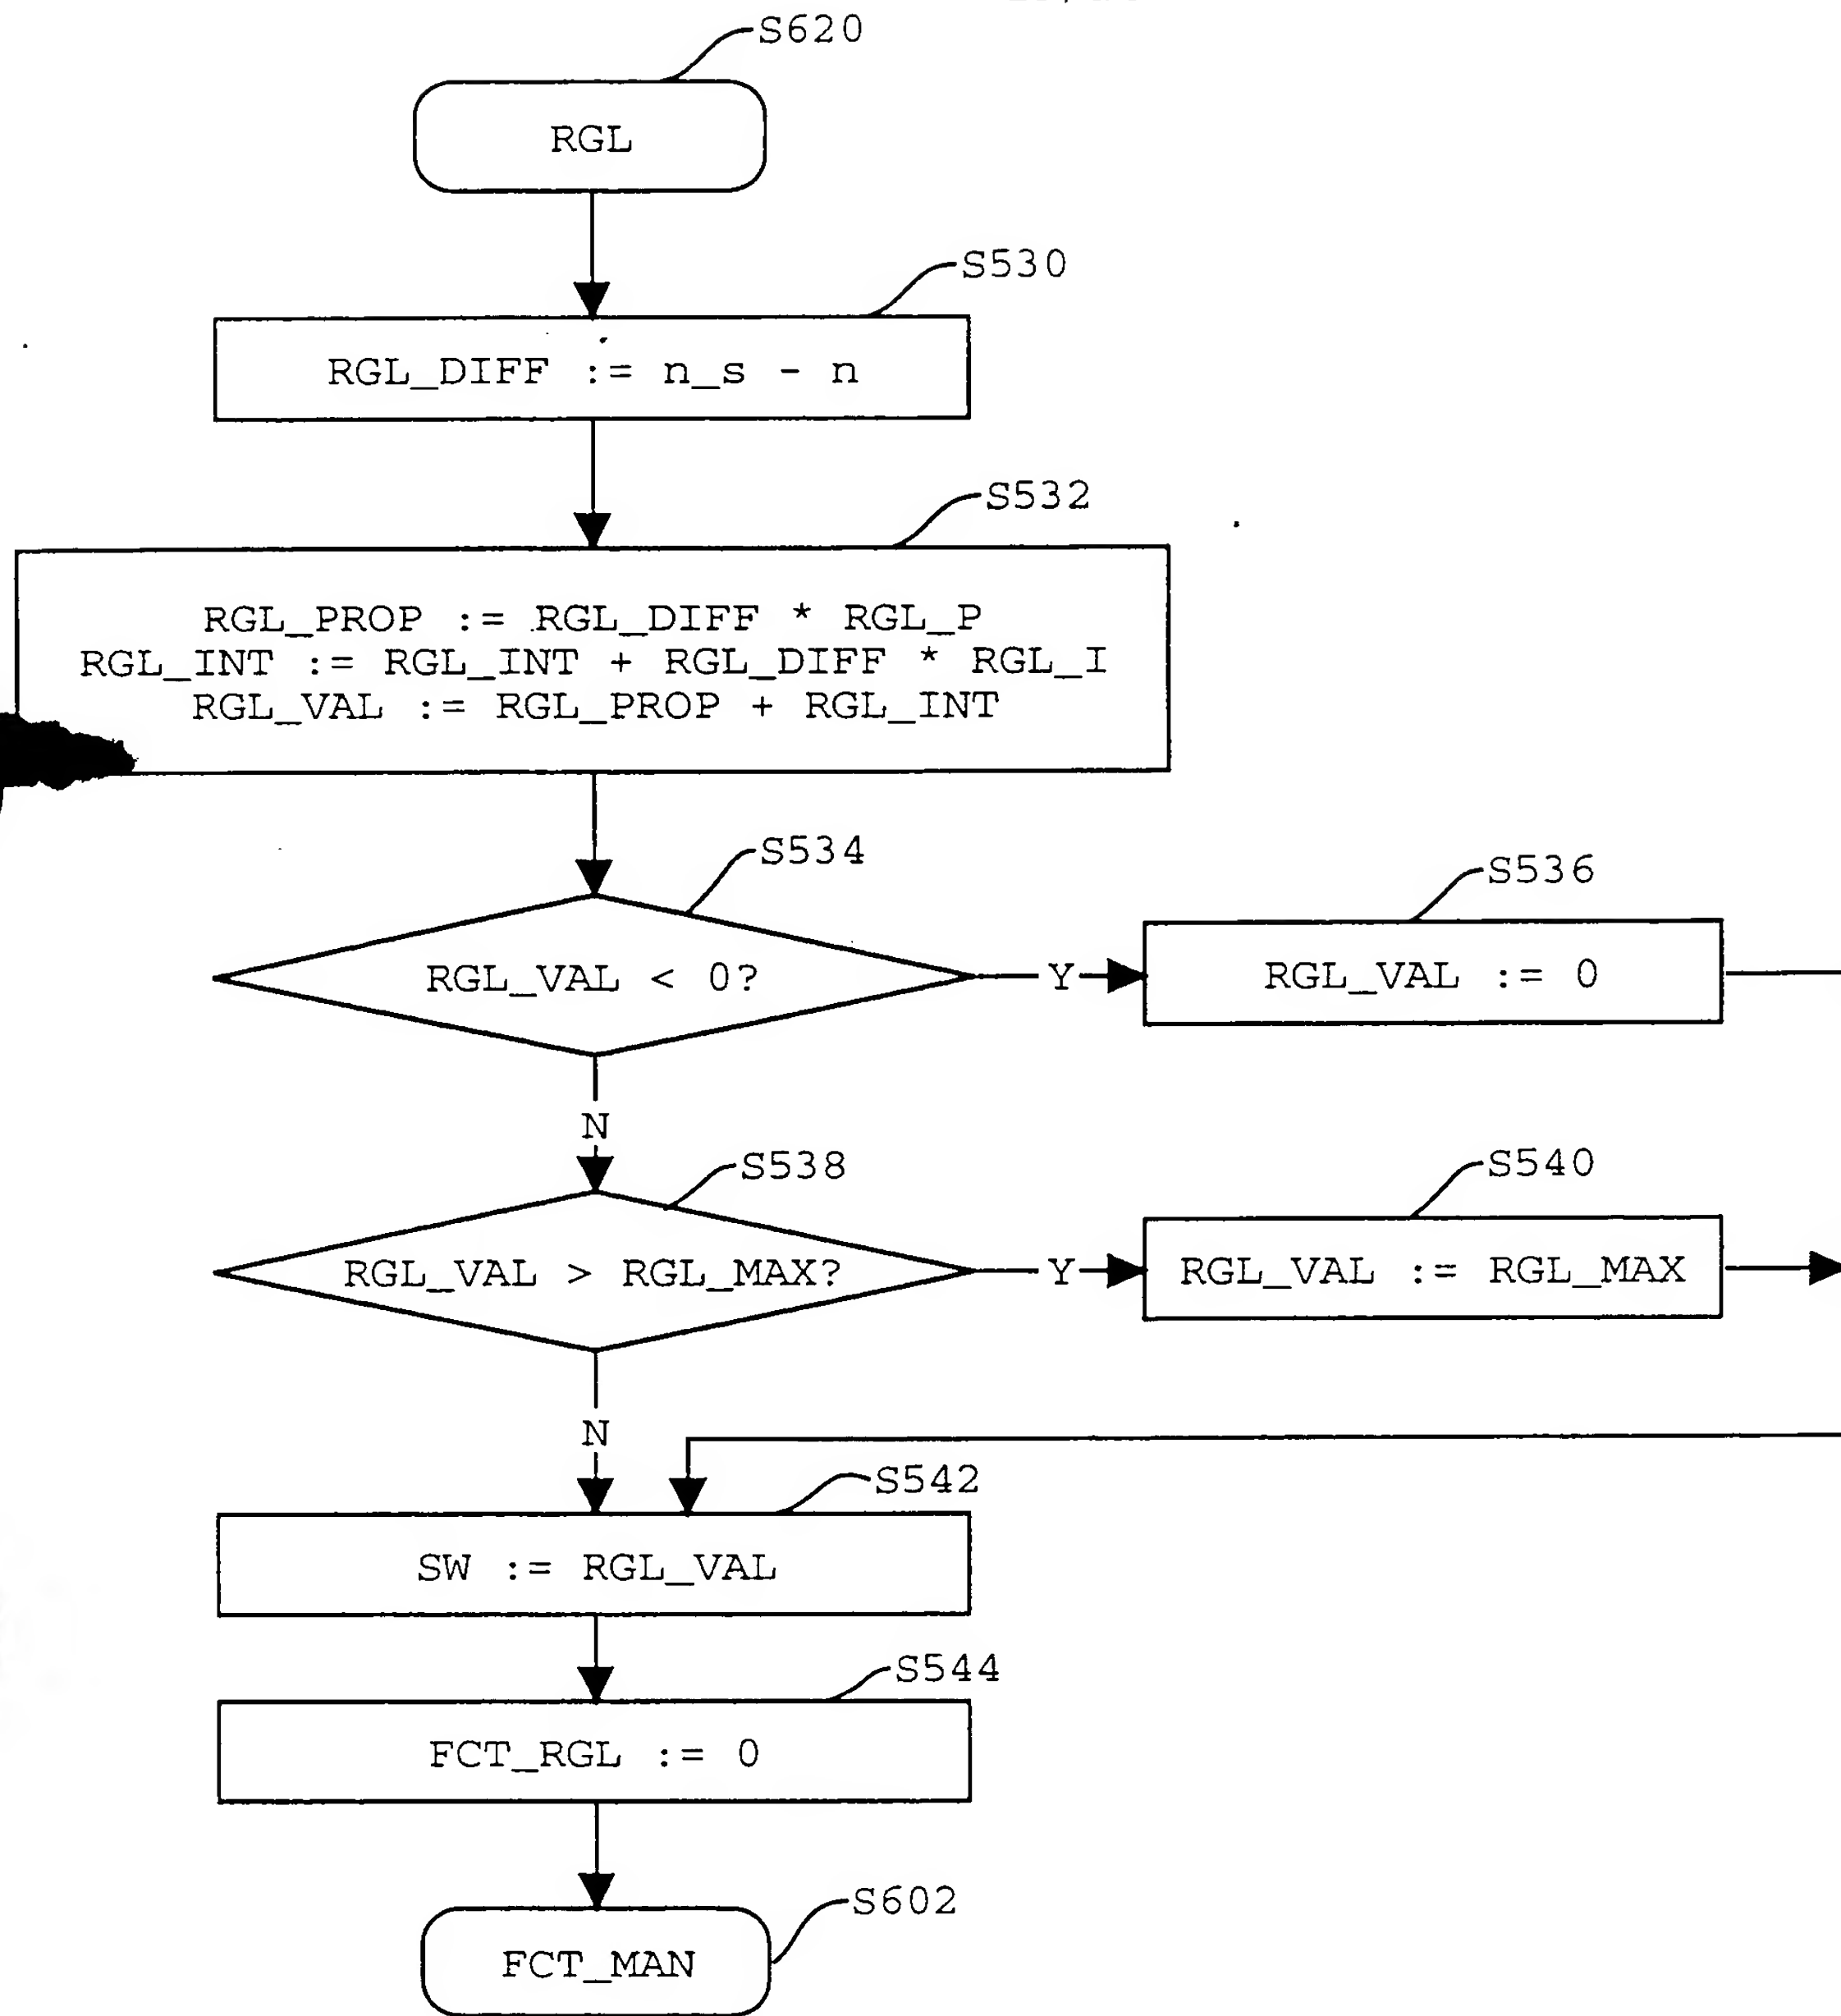 S620
RGL
S530
RGL_DIFF := n_s - n
S532
RGL_PROP := RGL_DIFF * RGL_P
RGL_INT := RGL_INT + RGL_DIFF * RGL_I
RGL_VAL := RGL_PROP + RGL_INT
S534
RGL_VAL < 0?
Y
S536
RGL_VAL := 0
N
S538
RGL_VAL > RGL_MAX?
Y
S540
RGL_VAL := RGL_MAX
N
S542
SW := RGL_VAL
S544
FCT_RGL := 0
S602
FCT_MAN